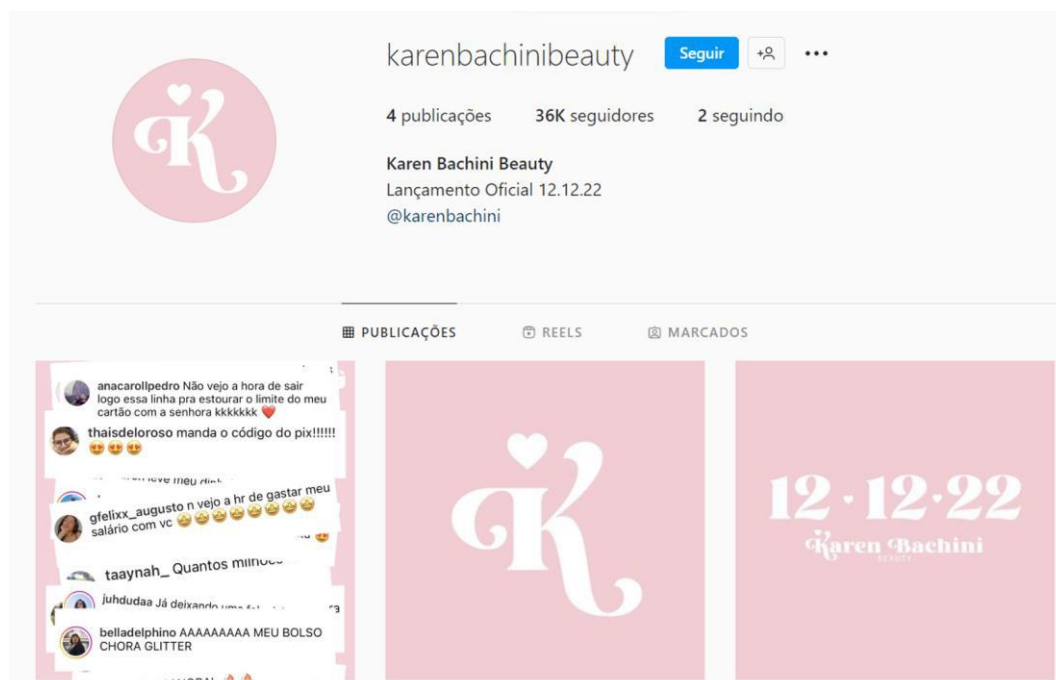 karenbachinibeauty Seguir
4 publicações 36K seguidores 2 seguindo
Karen Bachini Beauty
Lançamento Oficial 12.12.22
@karenbachini
PUBLICAÇÕES REELS MARCADOS
anacarollpedro Não vejo a hora de sair
logo essa linha pra estourar o limite do meu
cartão com a senhora kkkkkkk ❤️
thaisdeloroso manda o código do pix!!!!!!
😍😍😍
gfelixx_augusto n vejo a hr de gastar meu
salário com vc 🤩🤩🤩🤩🤩🤩🤩🤩
taaynah_ Quantos
juhdudaa Já deixando
belladelphino AAAAAAAAA MEU BOLSO
CHORA GLITTER
K
12·12·22
Karen Bachini
BEAUTY